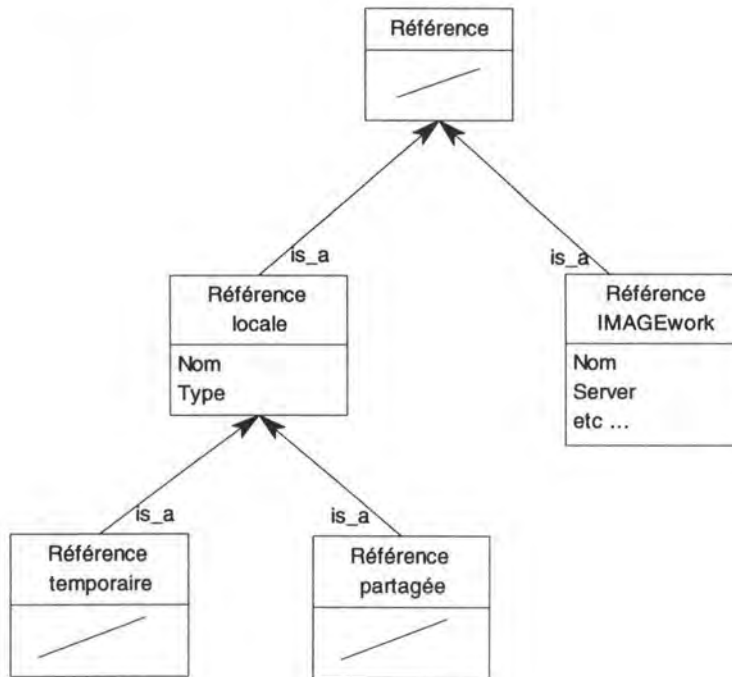 Référence
is_a
is_a
Référence
locale
Nom
Type
Référence
IMAGEwork
Nom
Server
etc ...
is_a
is_a
Référence
temporaire
Référence
partagée